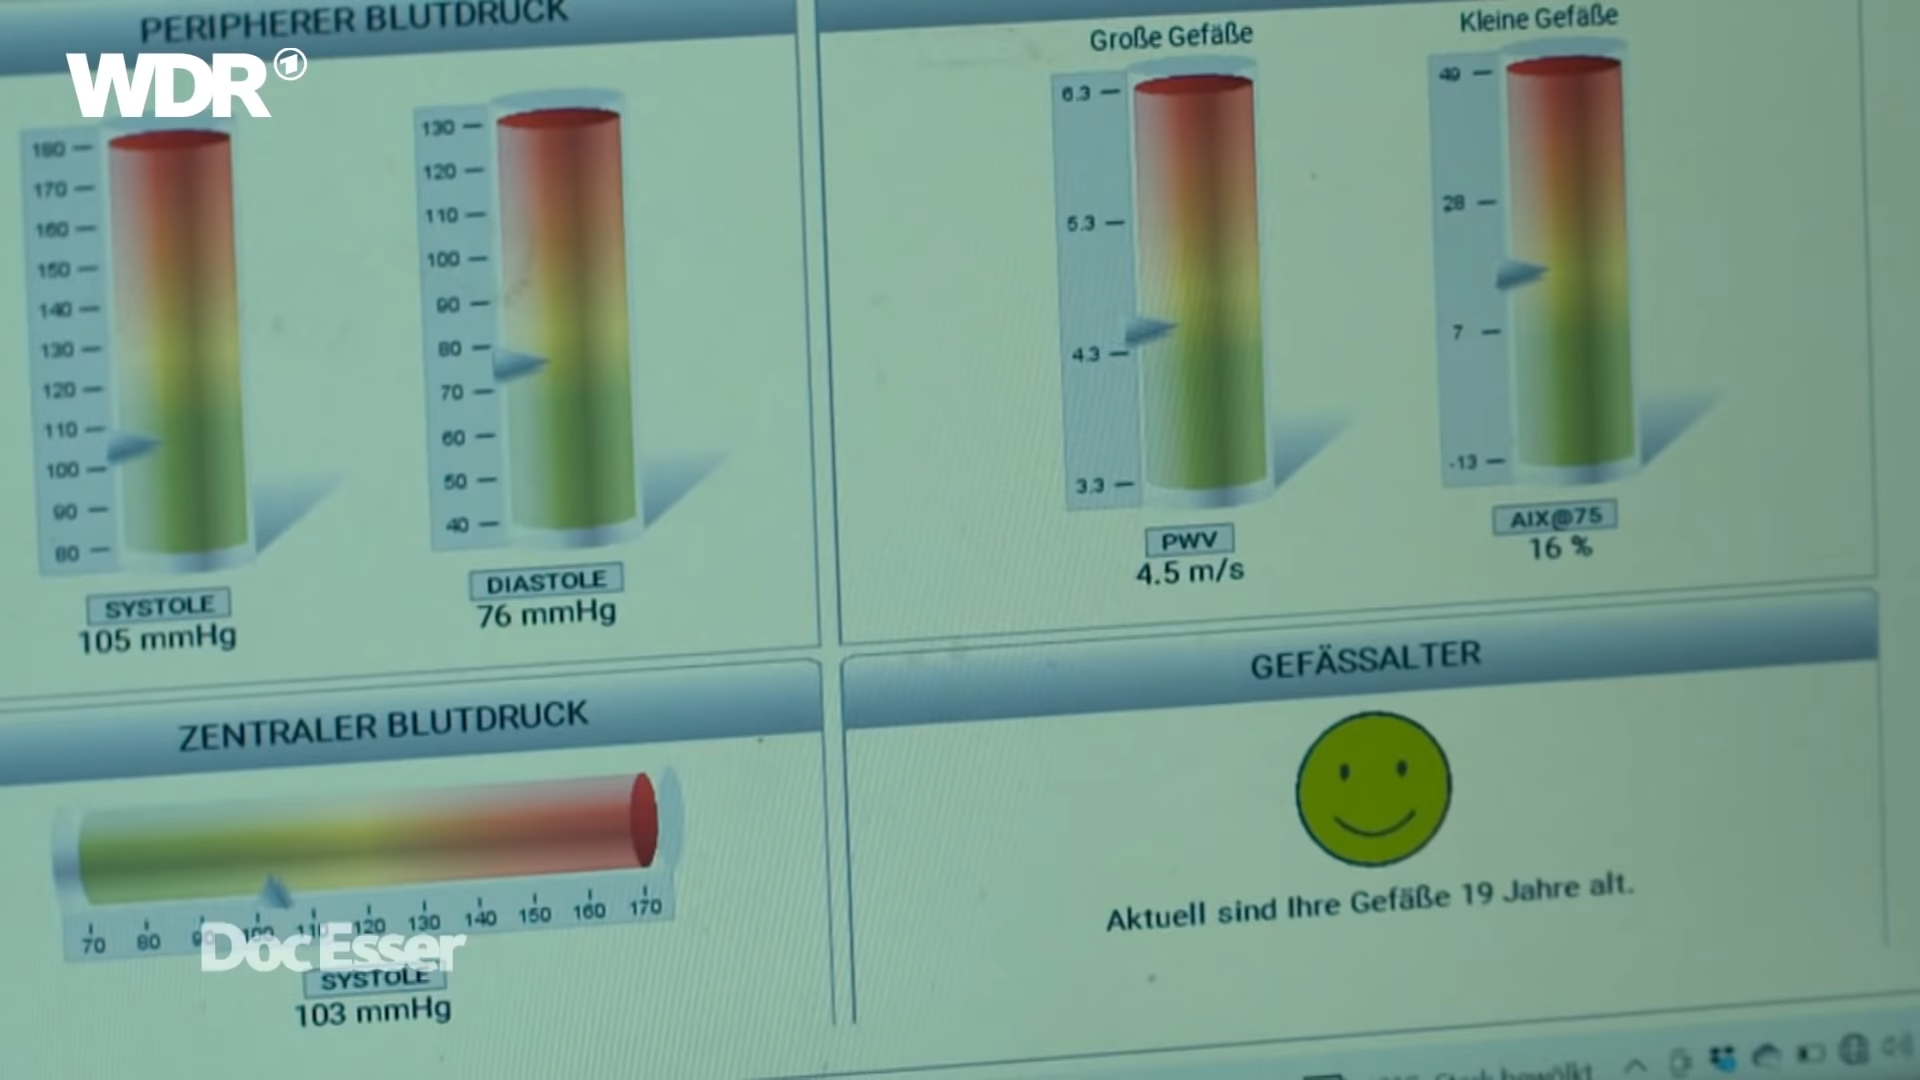 WDR
PERIPHERER BLUTDRUCK
180
170
160
150
140
130
120
110
100
90
80
SYSTOLE
105 mmHg
130
120
110
100
90
80
70
60
50
40
DIASTOLE
76 mmHg
Große Gefäße
6.3
5.3
4.3
3.3
PWV
4.5 m/s
Kleine Gefäße
49
28
7
-13
AIX@75
16 %
ZENTRALER BLUTDRUCK
70 80 90 100 110 120 130 140 150 160 170
Doc Esser
SYSTOLE
103 mmHg
GEFÄSSALTER
Aktuell sind Ihre Gefäße 19 Jahre alt.